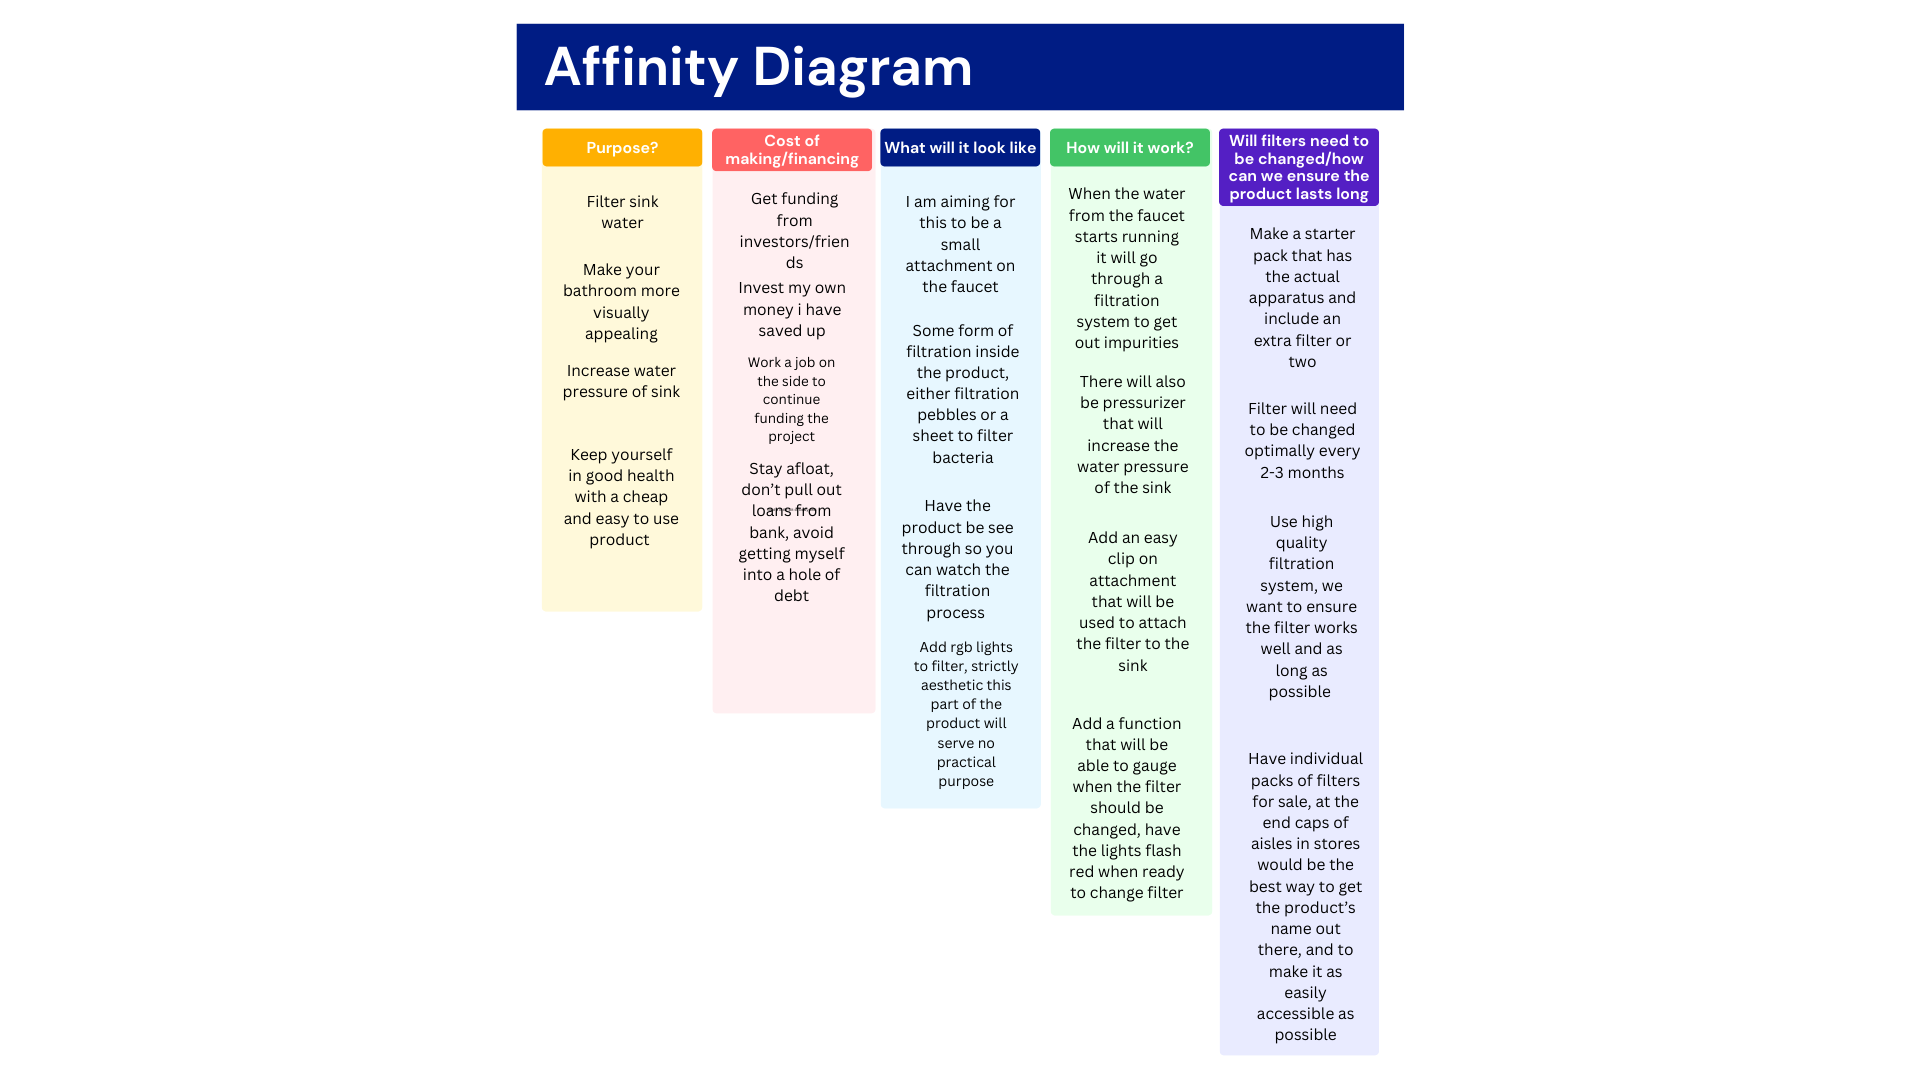 Affinity Diagram
Purpose?
Filter sink
water
Make your
bathroom more
visually
appealing
Increase water
pressure of sink
Keep yourself
in good health
with a cheap
and easy to use
product
Cost of
making/financing
Get funding
from
investors/frien
ds
Invest my own
money i have
saved up
Work a job on
the side to
continue
funding the
project
Stay afloat,
don’t pull out
loans from
bank, avoid
getting myself
into a hole of
debt
What will it look like
I am aiming for
this to be a
small
attachment on
the faucet
Some form of
filtration inside
the product,
either filtration
pebbles or a
sheet to filter
bacteria
Have the
product be see
through so you
can watch the
filtration
process
Add rgb lights
to filter, strictly
aesthetic this
part of the
product will
serve no
practical
purpose
How will it work?
When the water
from the faucet
starts running
it will go
through a
filtration
system to get
out impurities
There will also
be pressurizer
that will
increase the
water pressure
of the sink
Add an easy
clip on
attachment
that will be
used to attach
the filter to the
sink
Add a function
that will be
able to gauge
when the filter
should be
changed, have
the lights flash
red when ready
to change filter
Will filters need to
be changed/how
can we ensure the
product lasts long
Make a starter
pack that has
the actual
apparatus and
include an
extra filter or
two
Filter will need
to be changed
optimally every
2-3 months
Use high
quality
filtration
system, we
want to ensure
the filter works
well and as
long as
possible
Have individual
packs of filters
for sale, at the
end caps of
aisles in stores
would be the
best way to get
the product’s
name out
there, and to
make it as
easily
accessible as
possible